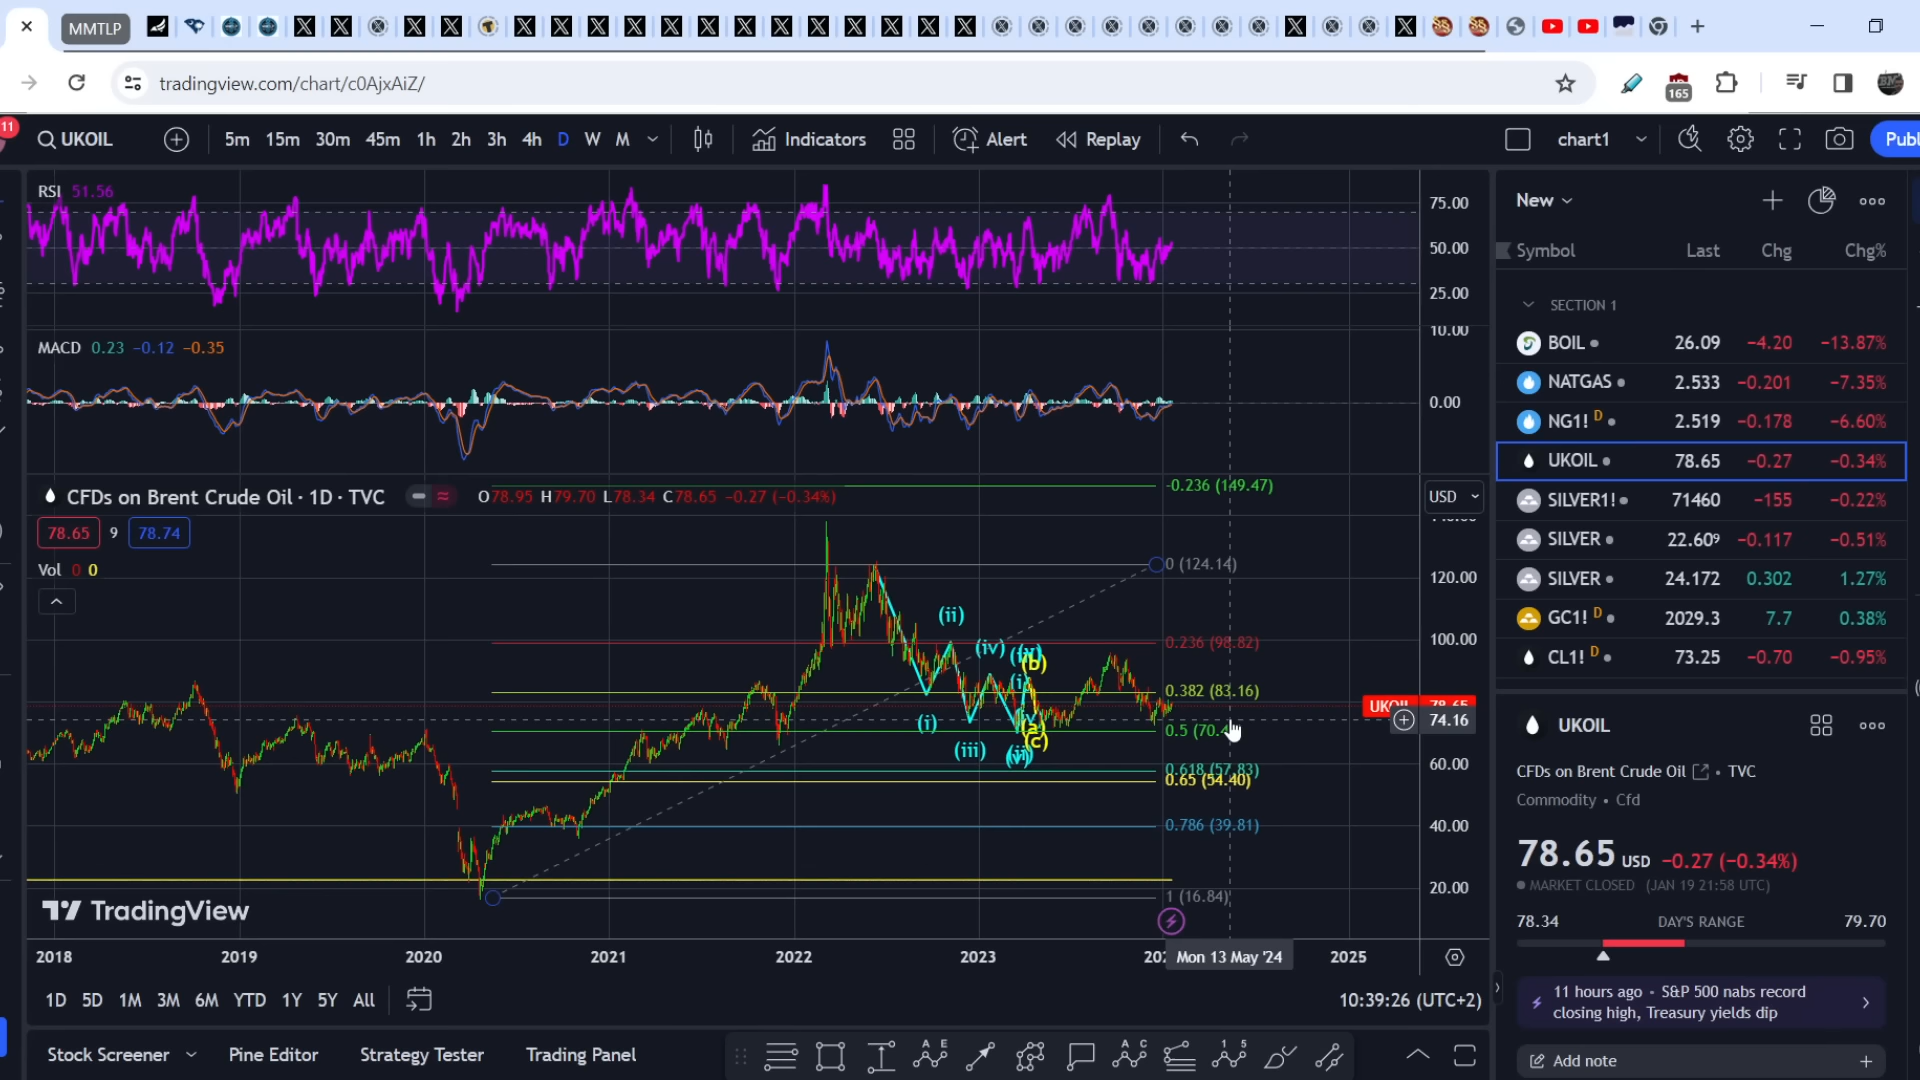 MMTLP
tradingview.com/chart/c0AjxAiZ/
165
11
UKOIL
5m 15m 30m 45m 1h 2h 3h 4h D W M
Indicators
Alert
Replay
chart1
Publ
RSI 51.56
75.00
50.00
25.00
MACD 0.23 −0.12 −0.35
10.00
0.00
CFDs on Brent Crude Oil · 1D · TVC
O78.95 H79.70 L78.34 C78.65 −0.27 (−0.34%)
78.65 9 78.74
Vol 0 0
USD
-0.236 (149.47)
0 (124.14)
0.236 (98.82)
0.382 (83.16)
0.618 (57.83)
0.65 (54.40)
0.786 (39.81)
1 (16.84)
(i)
(ii)
(iii)
(iv)
(b)
(a)
(c)
120.00
100.00
UKOIL 78.65
74.16
60.00
40.00
20.00
TradingView
2018 2019 2020 2021 2022 2023
Mon 13 May '24
2025
1D 5D 1M 3M 6M YTD 1Y 5Y All
10:39:26 (UTC+2)
Stock Screener
Pine Editor
Strategy Tester
Trading Panel
New
Symbol Last Chg Chg%
SECTION 1
BOIL 26.09 −4.20 −13.87%
NATGAS 2.533 −0.201 −7.35%
NG1! D 2.519 −0.178 −6.60%
UKOIL 78.65 −0.27 −0.34%
SILVER1! 71460 −155 −0.22%
SILVER 22.609 −0.117 −0.51%
SILVER 24.172 0.302 1.27%
GC1! D 2029.3 7.7 0.38%
CL1! D 73.25 −0.70 −0.95%
UKOIL
CFDs on Brent Crude Oil • TVC
Commodity • Cfd
78.65 USD −0.27 (−0.34%)
MARKET CLOSED (JAN 19 21:58 UTC)
78.34 DAY'S RANGE 79.70
11 hours ago • S&P 500 nabs record
closing high, Treasury yields dip
Add note